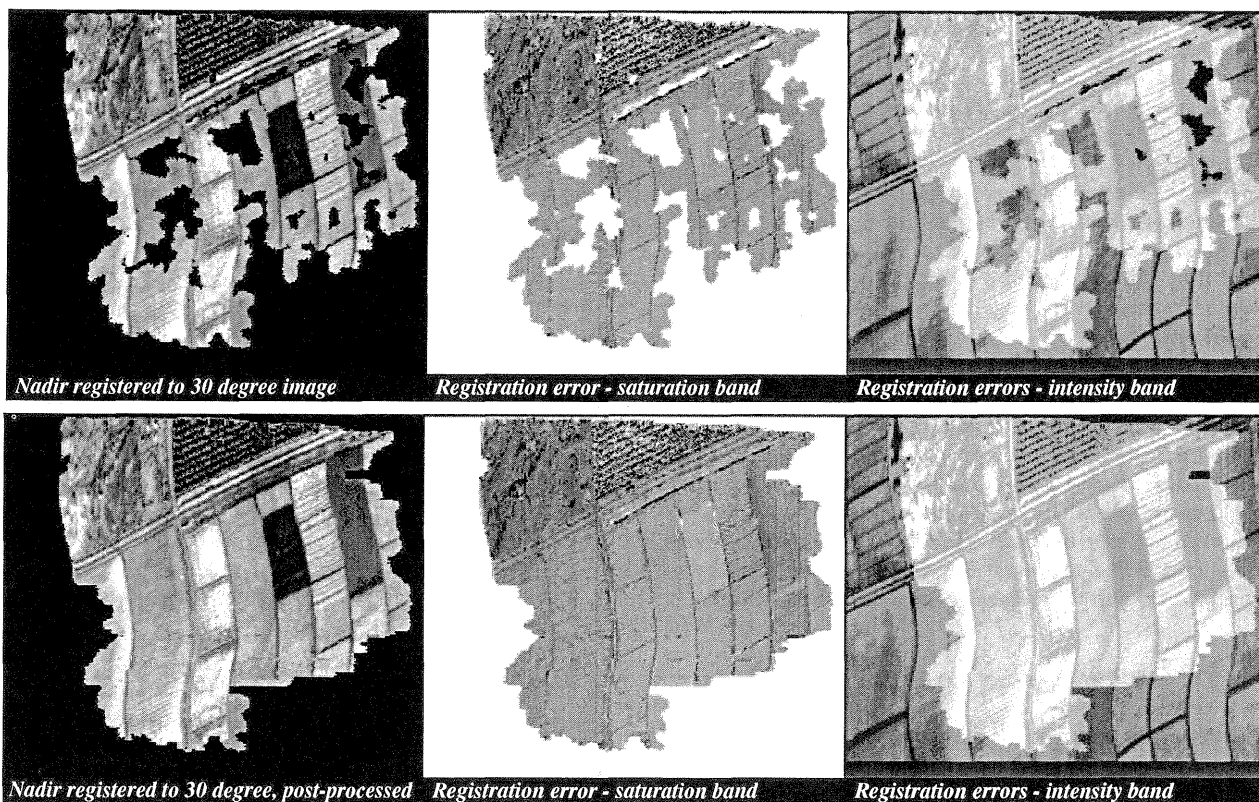 Nadir registered to 30 degree image
Registration error - saturation band
Registration errors - intensity band
Nadir registered to 30 degree, post-processed
Registration error - saturation band
Registration errors - intensity band